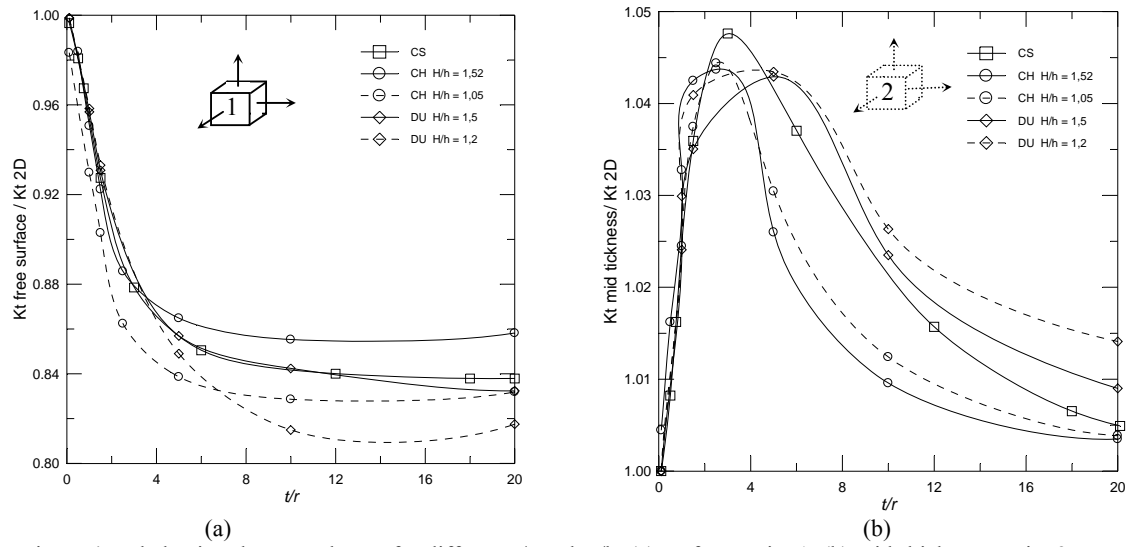 1.00
0.96
0.92
0.88
0.84
0.80
Kt free surface / Kt 2D
0 4 8 12 16 20
t/r
1
CS
CH H/h = 1,52
CH H/h = 1,05
DU H/h = 1,5
DU H/h = 1,2
(a)
1.05
1.04
1.03
1.02
1.01
1.00
Kt mid tickness/ Kt 2D
0 4 8 12 16 20
t/r
2
CS
CH H/h = 1,52
CH H/h = 1,05
DU H/h = 1,5
DU H/h = 1,2
(b)